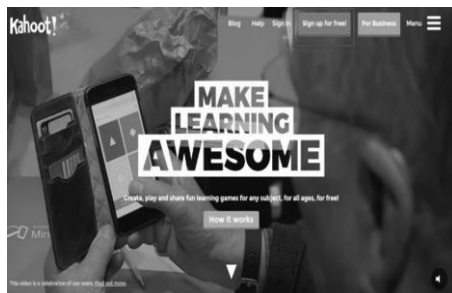 Kahoot!
Blog Help Sign in Sign up for free! For Business Menu
MAKE
LEARNING
AWESOME
Create, play and share fun learning games for any subject, for all ages, for free!
How it works
Min
This video is a celebration of our users. Find out more.